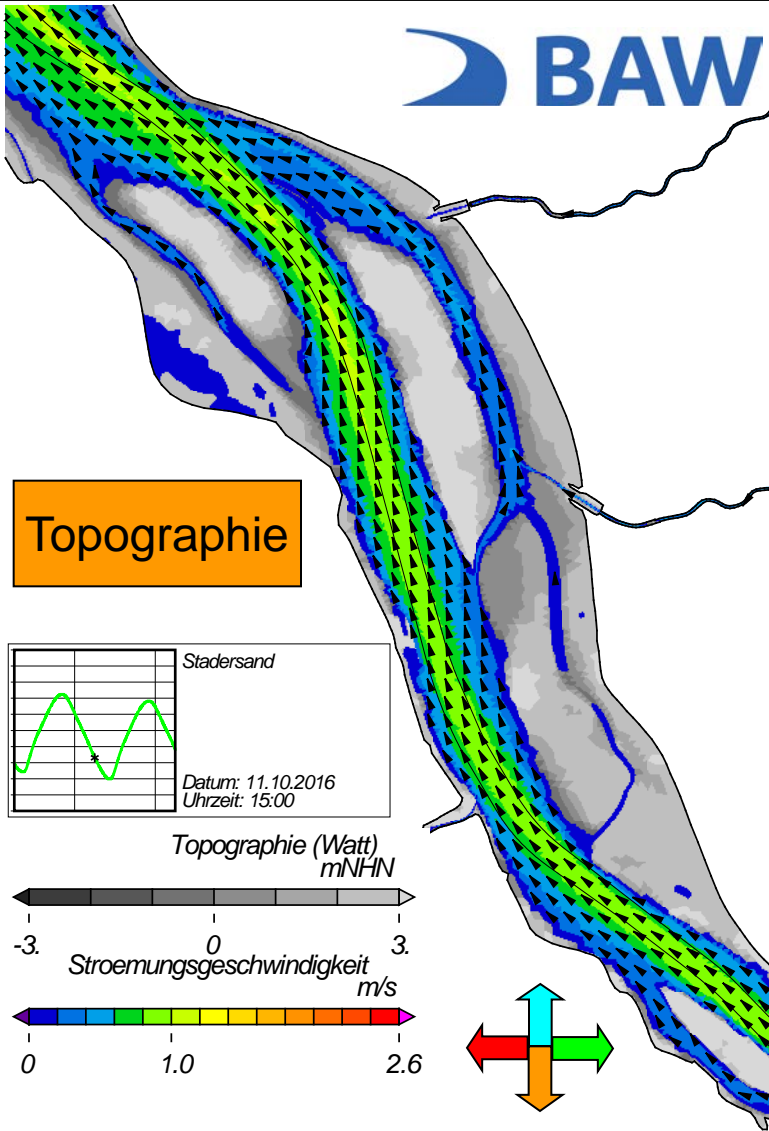 BAW
Topographie
Stadersand
Datum: 11.10.2016
Uhrzeit: 15:00
Topographie (Watt)
mNHN
-3. 0 3.
Stroemungsgeschwindigkeit
m/s
0 1.0 2.6